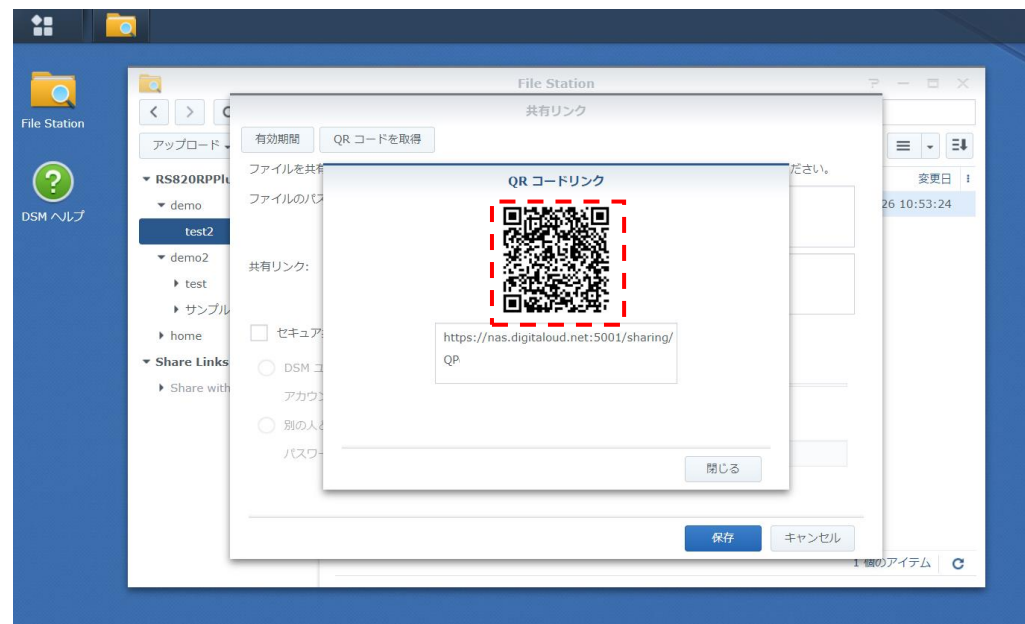 File Station
DSM ヘルプ
File Station
共有リンク
有効期間
QR コードを取得
アップロード
変更日
RS820RPPlu
ファイルを共有
ださい。
ファイルのパス
26 10:53:24
demo
test2
demo2
test
サンプル
home
Share Links
Share with
共有リンク:
セキュア
DSM
アカウン
別の人
パスワー
QR コードリンク
https://nas.digitaloud.net:5001/sharing/
QP
閉じる
保存
キャンセル
1 個のアイテム